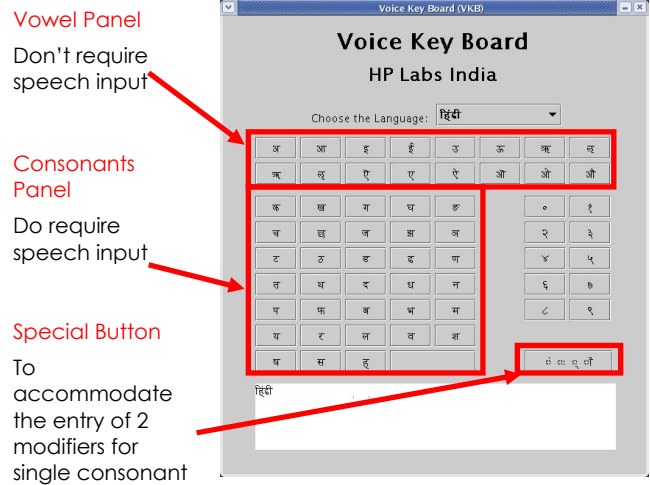 Vowel Panel
Don't require
speech input
Consonants
Panel
Do require
speech input
Special Button
To
accommodate
the entry of 2
modifiers for
single consonant
Voice Key Board (VKB)
Voice Key Board
HP Labs India
Choose the Language: हिंदी
अ आ इ ई उ ऊ ऋ ऌ
ॠ ॡ ऎ ए ऐ ऒ ओ औ
क ख ग घ ङ ० १
च छ ज झ ञ २ ३
ट ठ ड ढ ण ४ ५
त थ द ध न ६ ७
प फ ब भ म ८ ९
य र ल व श
ष स ह
हिंदी